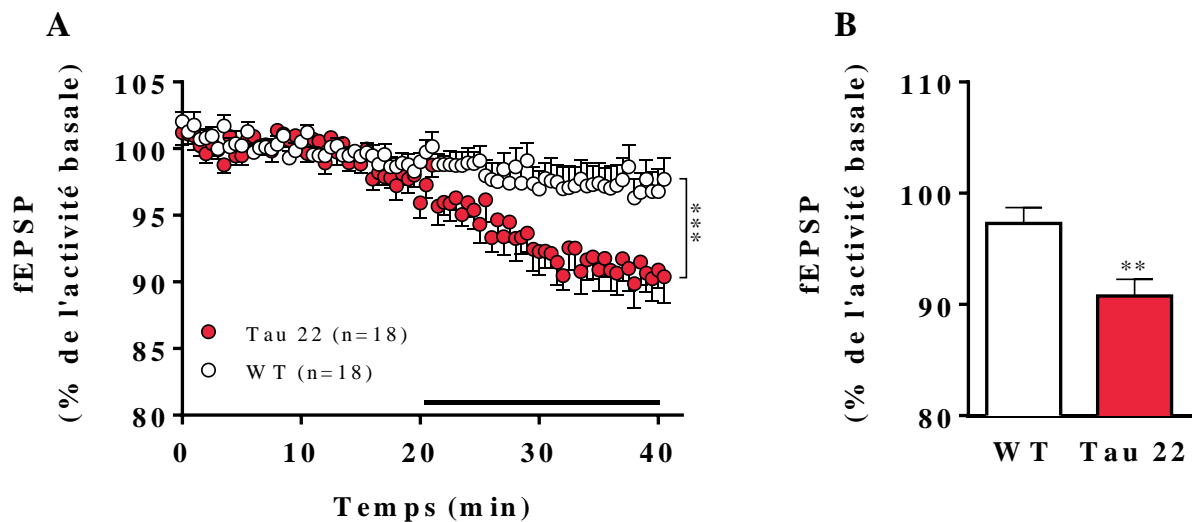 A
fEPSP
(% de l'activité basale)
105
100
95
90
85
80
***
Tau 22 (n=18)
WT (n=18)
0 10 20 30 40
Temps (min)
B
fEPSP
(% de l'activité basale)
110
100
90
80
**
WT Tau 22